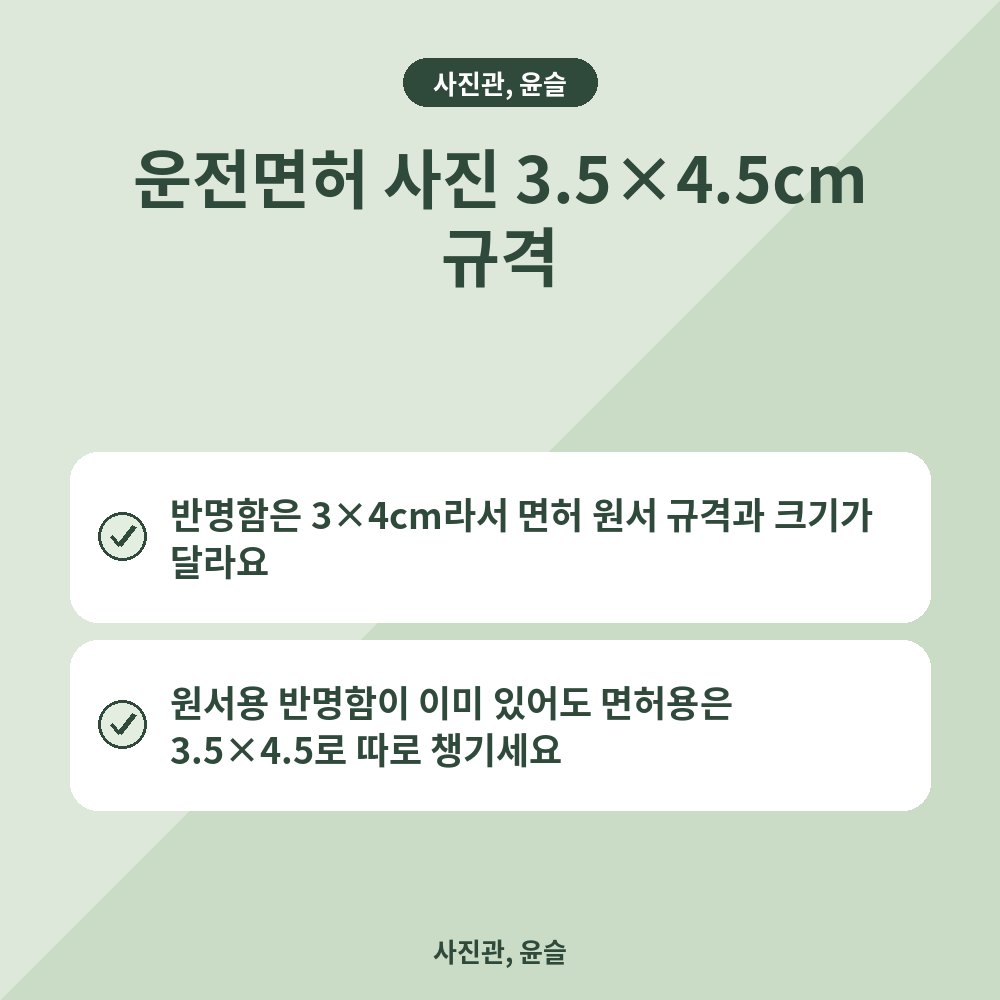 사진관, 윤슬
운전면허 사진 3.5×4.5cm
규격
반명함은 3×4cm라서 면허 원서 규격과 크기가
달라요
원서용 반명함이 이미 있어도 면허용은
3.5×4.5로 따로 챙기세요
사진관, 윤슬